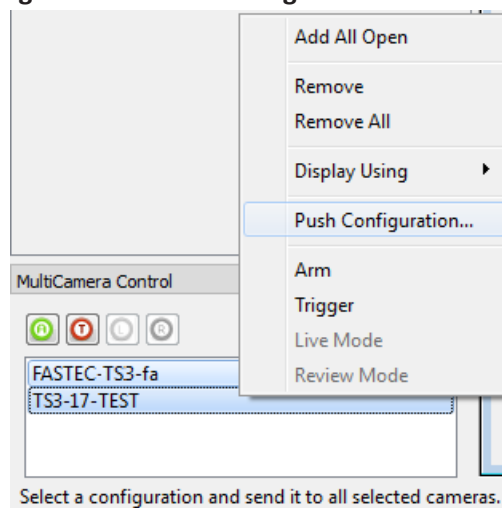 Add All Open
Remove
Remove All
Display Using
Push Configuration...
Arm
Trigger
Live Mode
Review Mode
MultiCamera Control
A T L R
FASTEC-TS3-fa
TS3-17-TEST
Select a configuration and send it to all selected cameras.